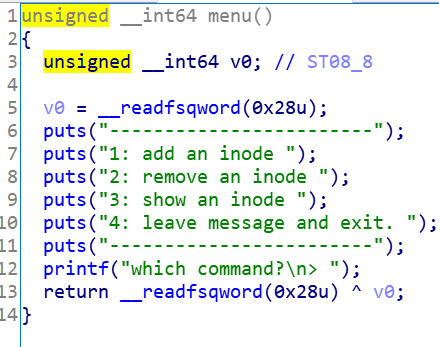 1 unsigned __int64 menu()
2 {
3   unsigned __int64 v0; // ST08_8
4
5   v0 = __readfsqword(0x28u);
6   puts("------------------------");
7   puts("1: add an inode ");
8   puts("2: remove an inode ");
9   puts("3: show an inode ");
10   puts("4: leave message and exit. ");
11   puts("------------------------");
12   printf("which command?\n> ");
13   return __readfsqword(0x28u) ^ v0;
14 }